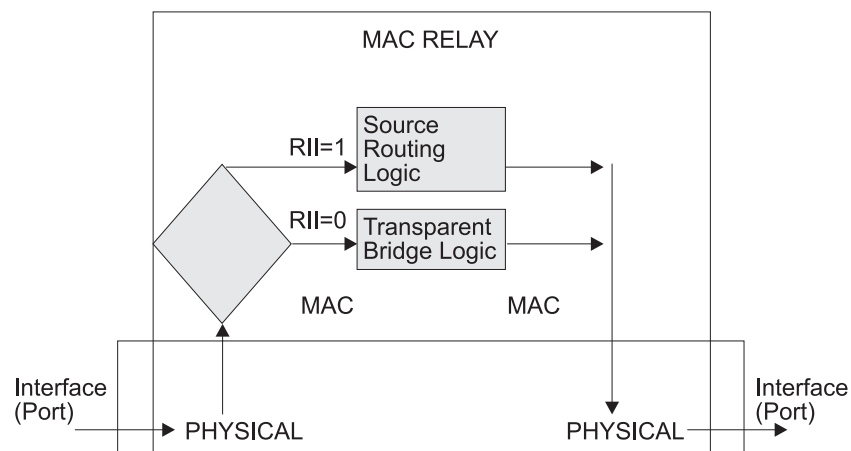 MAC RELAY
RII=1
Source
Routing
Logic
RII=0
Transparent
Bridge Logic
MAC
MAC
Interface
(Port)
PHYSICAL
PHYSICAL
Interface
(Port)